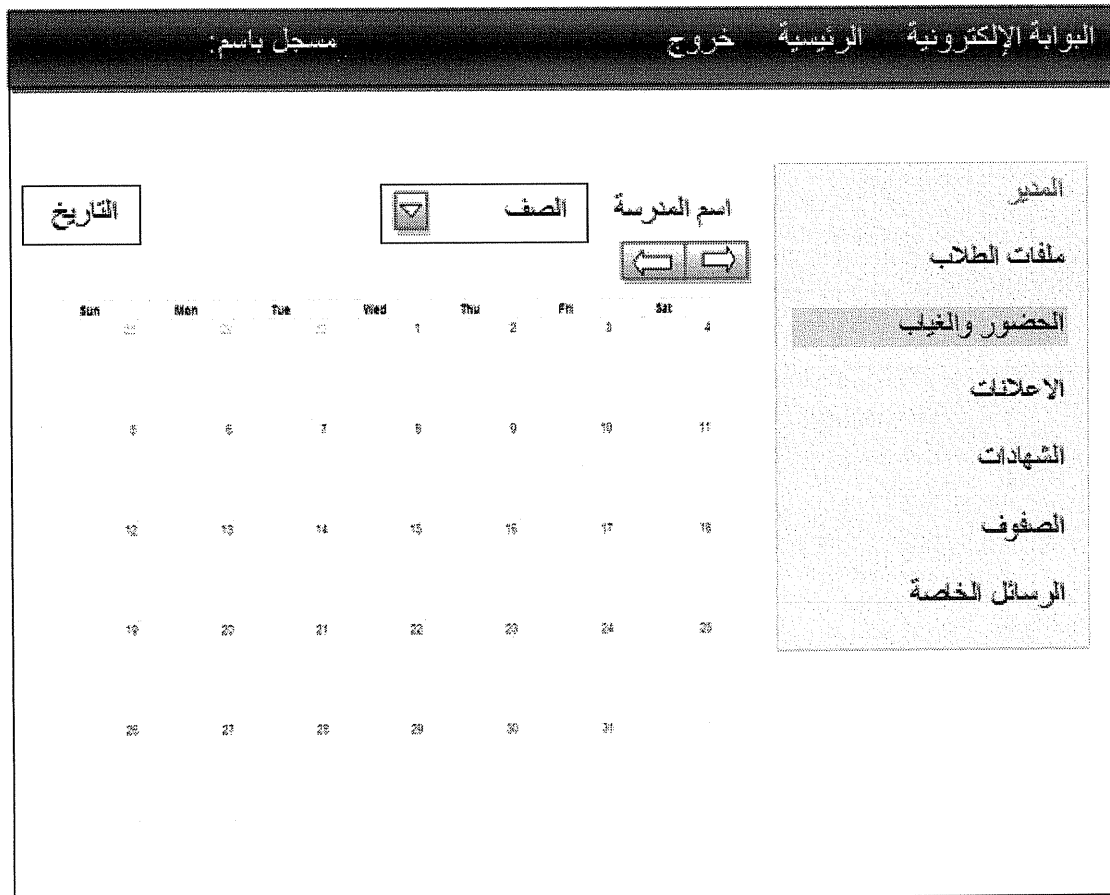 البوابة الإلكترونية الرئيسية خروج مسجل باسم:
المدير
ملفات الطلاب
الحضور والغياب
الاعلانات
الشهادات
الصفوف
الرسائل الخاصة
اسم المدرسة الصف التاريخ
Sun Mon Tue Wed Thu Fri Sat
1 2 3 4
5 6 7 8 9 10 11
12 13 14 15 16 17 18
19 20 21 22 23 24 25
26 27 28 29 30 31